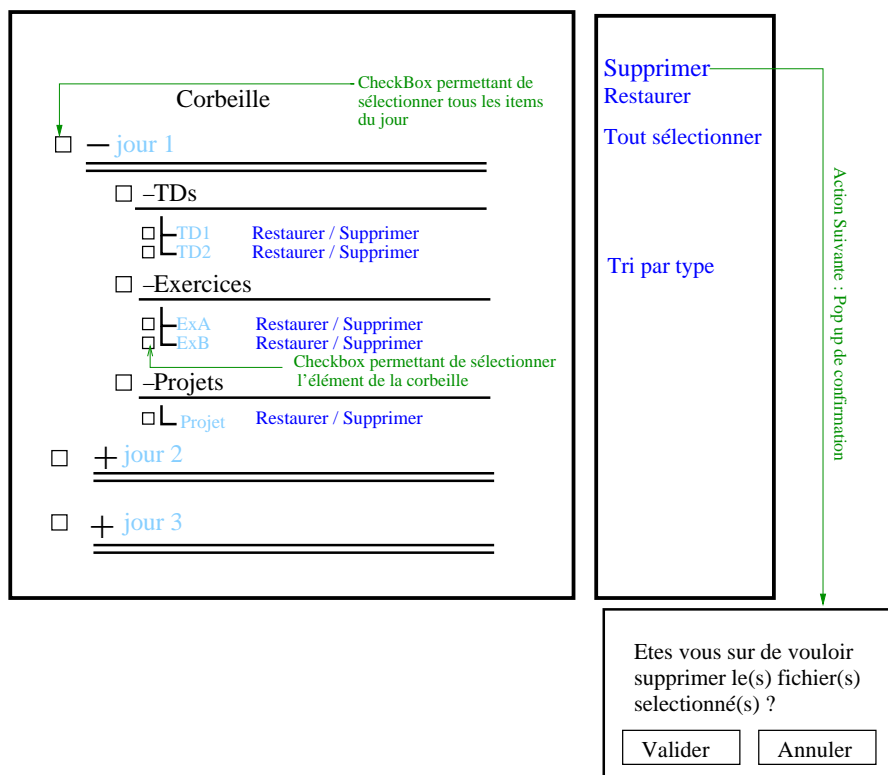 Corbeille
CheckBox permettant de
sélectionner tous les items
du jour
– jour 1
–TDs
TD1 Restaurer / Supprimer
TD2 Restaurer / Supprimer
–Exercices
ExA Restaurer / Supprimer
ExB Restaurer / Supprimer
Checkbox permettant de sélectionner
l'élément de la corbeille
–Projets
Projet Restaurer / Supprimer
+ jour 2
+ jour 3
Supprimer
Restaurer
Tout sélectionner
Tri par type
Action Suivante : Pop up de confirmation
Etes vous sur de vouloir
supprimer le(s) fichier(s)
selectionné(s) ?
Valider Annuler